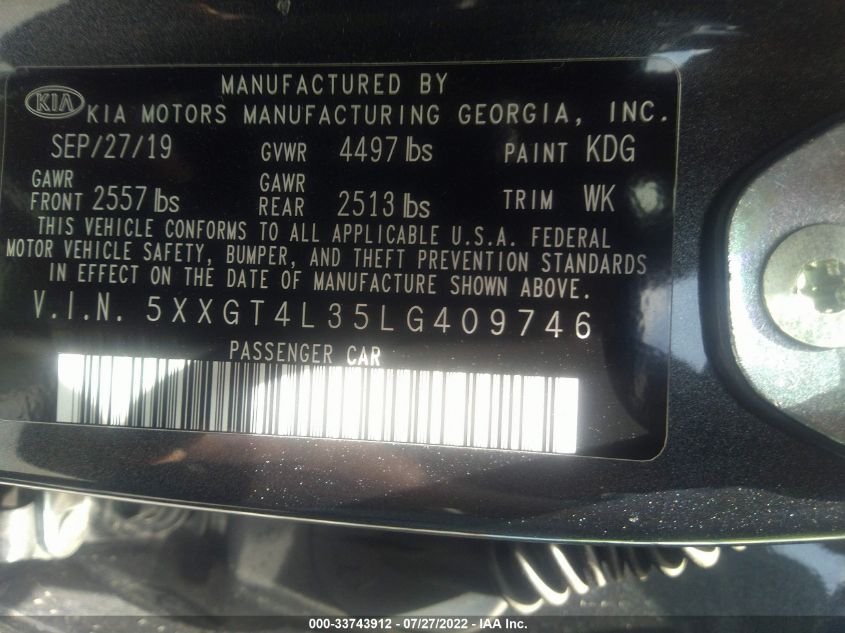 MANUFACTURED BY
KIA KIA MOTORS MANUFACTURING GEORGIA, INC.
SEP/27/19 GVWR 4497 lbs PAINT KDG
GAWR FRONT 2557 lbs GAWR REAR 2513 lbs TRIM WK
THIS VEHICLE CONFORMS TO ALL APPLICABLE U.S.A. FEDERAL
MOTOR VEHICLE SAFETY, BUMPER, AND THEFT PREVENTION STANDARDS
IN EFFECT ON THE DATE OF MANUFACTURE SHOWN ABOVE.
V.I.N. 5XXGT4L35LG409746
PASSENGER CAR
000-33743912 - 07/27/2022 - IAA Inc.